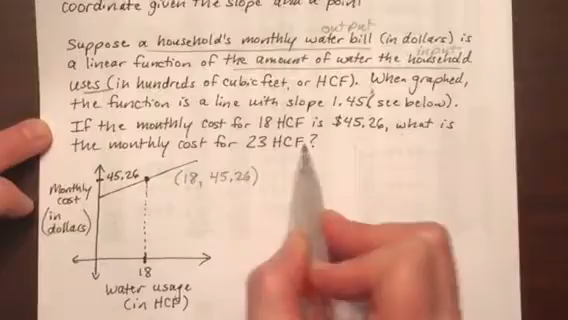 coordinate given the slope and a point
output
Suppose a household's monthly water bill (in dollars) is
input
a linear function of the amount of water the household
uses (in hundreds of cubic feet, or HCF). When graphed,
the function is a line with slope 1.45 (see below).
If the monthly cost for 18 HCF is $45.26, what is
the monthly cost for 23 HCF?
45.26
(18, 45.26)
Monthly
cost
(in
dollars)
18
Water usage
(in HCF)